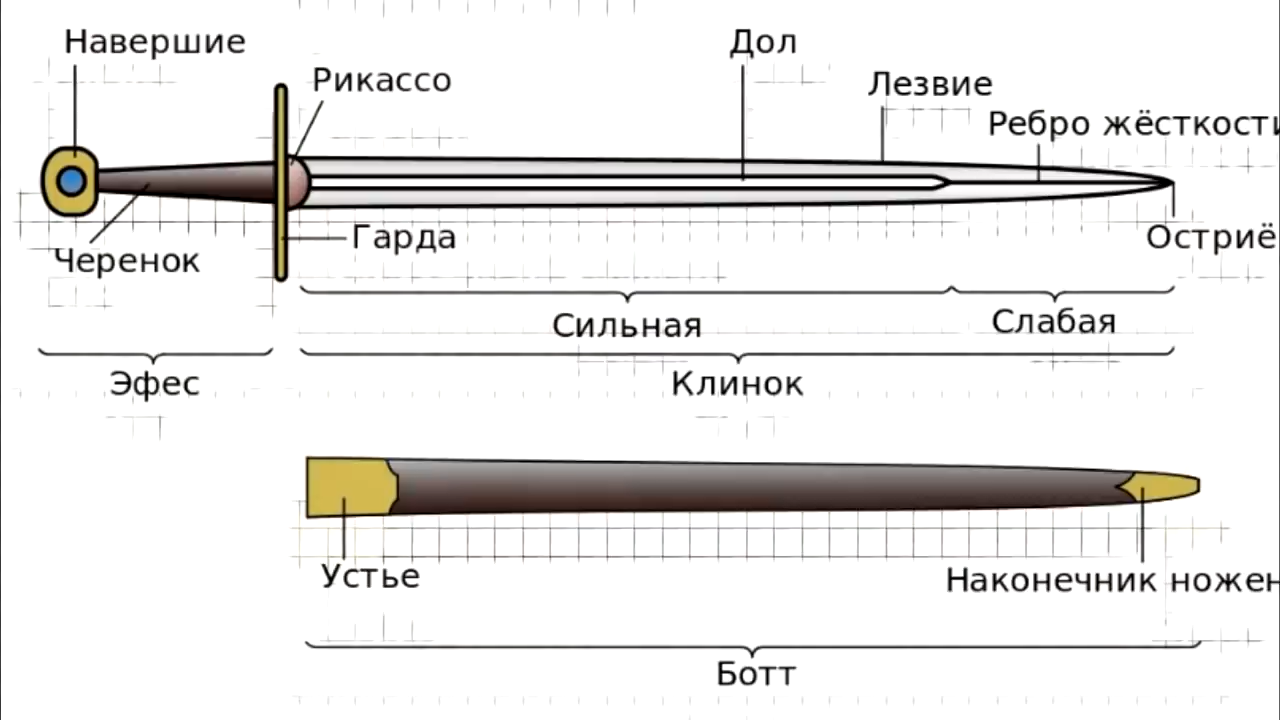 Навершие
Дол
Рикассо
Лезвие
Ребро жёсткости
Гарда
Остриё
Черенок
Сильная
Слабая
Эфес
Клинок
Устье
Наконечник ножен
Ботт